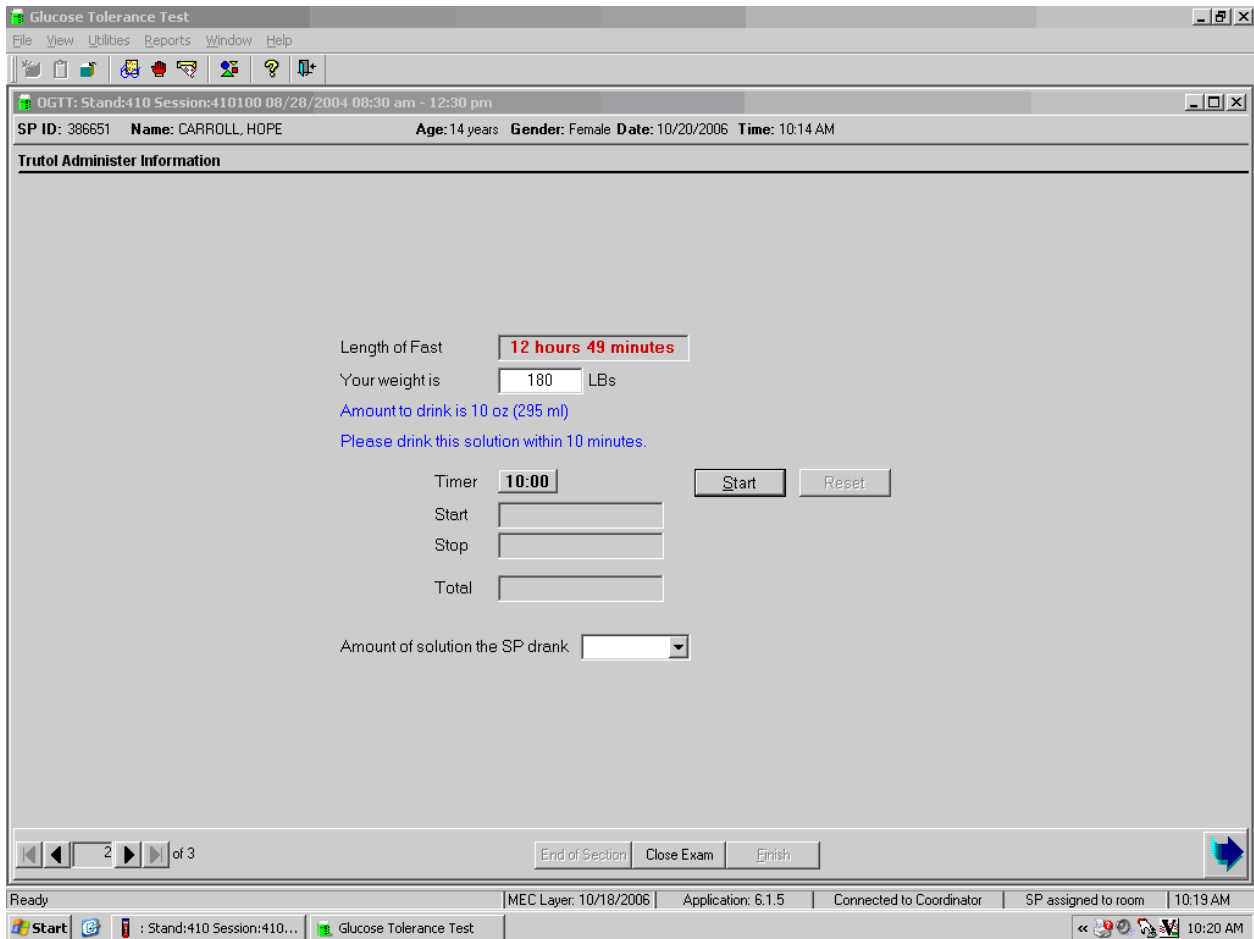 Glucose Tolerance Test
File View Utilities Reports Window Help
OGTT: Stand:410 Session:410100 08/28/2004 08:30 am - 12:30 pm
SP ID: 386651 Name: CARROLL, HOPE Age: 14 years Gender: Female Date: 10/20/2006 Time: 10:14 AM
Trutol Administer Information
Length of Fast 12 hours 49 minutes
Your weight is 180 LBs
Amount to drink is 10 oz (295 ml)
Please drink this solution within 10 minutes.
Timer 10:00 Start Reset
Start
Stop
Total
Amount of solution the SP drank
2 of 3 End of Section Close Exam Finish
Ready MEC Layer: 10/18/2006 Application: 6.1.5 Connected to Coordinator SP assigned to room 10:19 AM
Start : Stand:410 Session:410... Glucose Tolerance Test « 10:20 AM